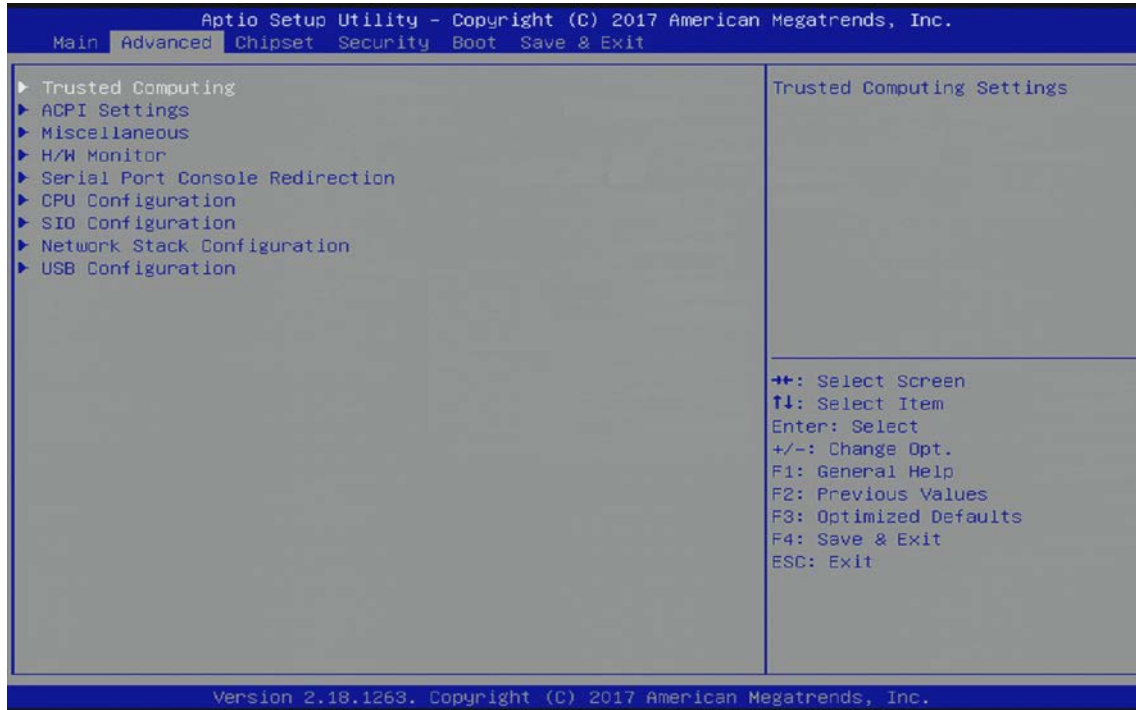 Aptio Setup Utility - Copyright (C) 2017 American Megatrends, Inc.
Main Advanced Chipset Security Boot Save & Exit
Trusted Computing
ACPI Settings
Miscellaneous
H/W Monitor
Serial Port Console Redirection
CPU Configuration
SIO Configuration
Network Stack Configuration
USB Configuration
Trusted Computing Settings
→←: Select Screen
↑↓: Select Item
Enter: Select
+/-: Change Opt.
F1: General Help
F2: Previous Values
F3: Optimized Defaults
F4: Save & Exit
ESC: Exit
Version 2.18.1263. Copyright (C) 2017 American Megatrends, Inc.